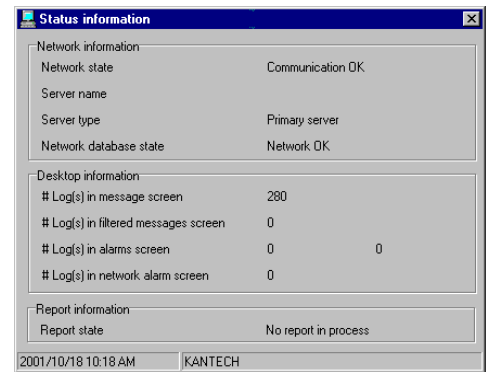 Status information
Network information
Network state Communication OK
Server name
Server type Primary server
Network database state Network OK
Desktop information
# Log(s) in message screen 280
# Log(s) in filtered messages screen 0
# Log(s) in alarms screen 0 0
# Log(s) in network alarm screen 0
Report information
Report state No report in process
2001/10/18 10:18 AM KANTECH